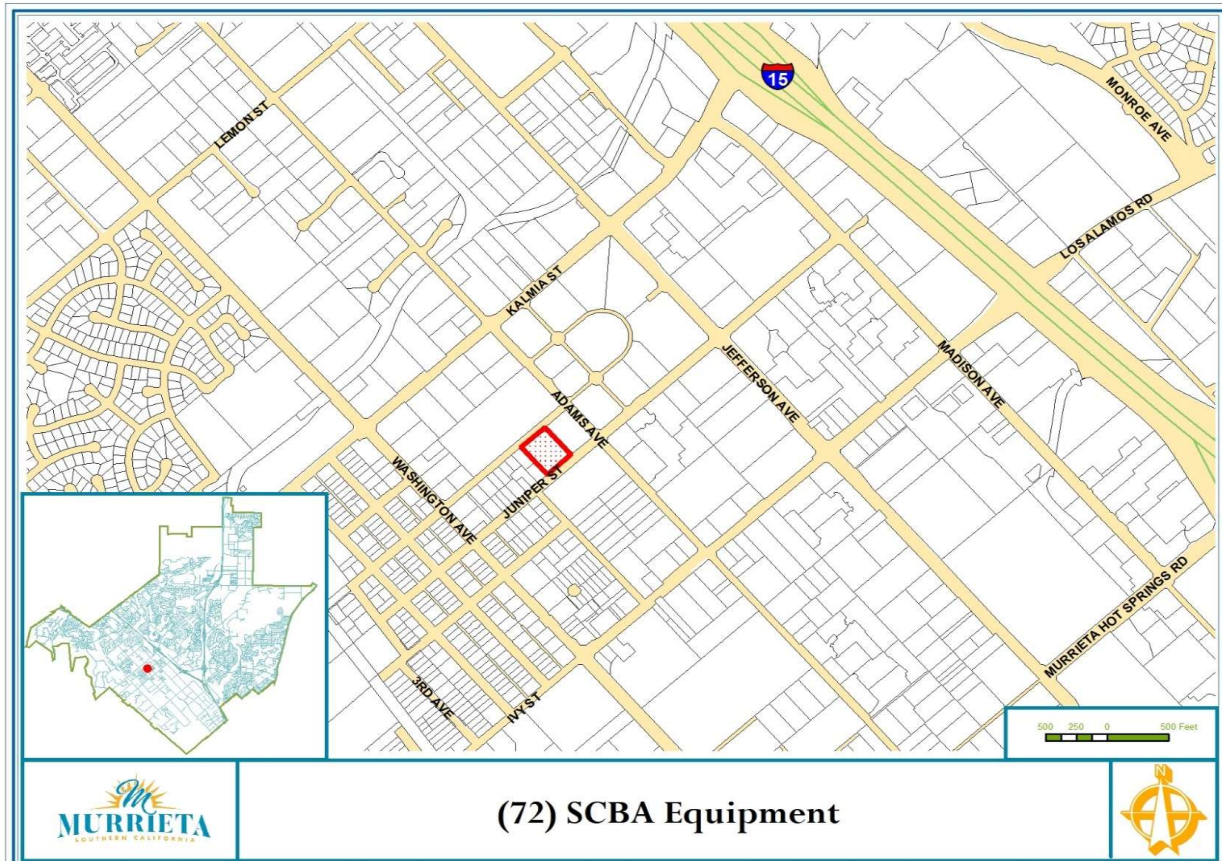 15
MONROE AVE
LEMON ST
LOS ALAMOS RD
KALMIA ST
JEFFERSON AVE
MADISON AVE
ADAMS AVE
WASHINGTON AVE
JUNIPER ST
MURRIETA HOT SPRINGS RD
3RD AVE
IVY ST
500 250 0 500 Feet
M
MURRIETA
SOUTHERN CALIFORNIA
(72) SCBA Equipment
N